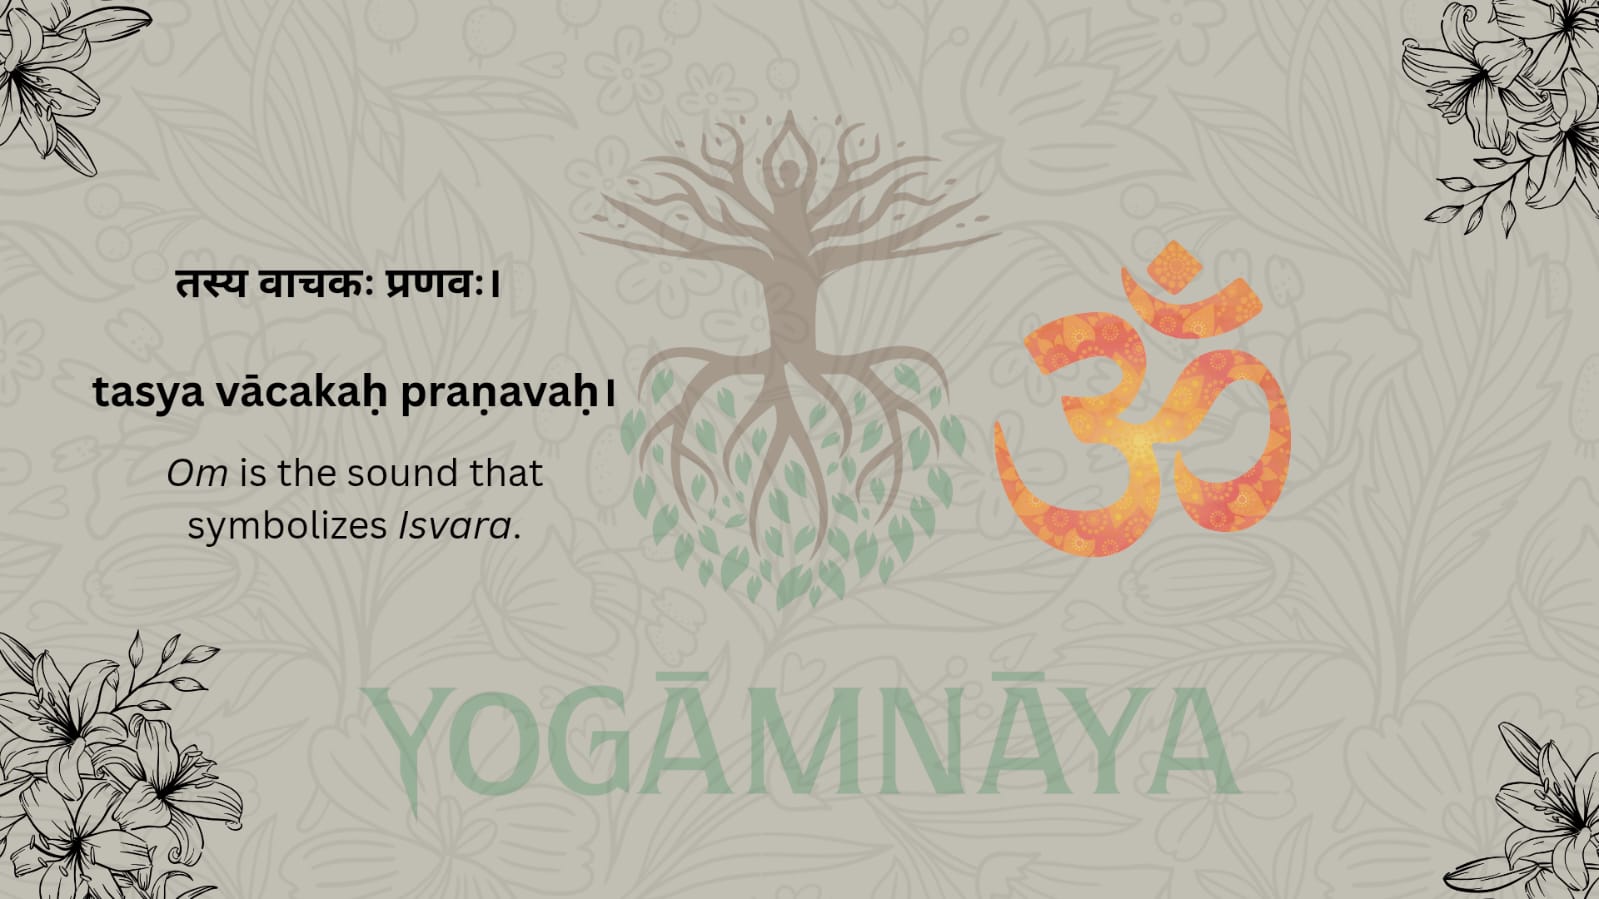 तस्य वाचकः प्रणवः।
tasya vācakaḥ praṇavaḥ।
Om is the sound that
symbolizes Isvara.
ॐ
YOGĀMNĀYA